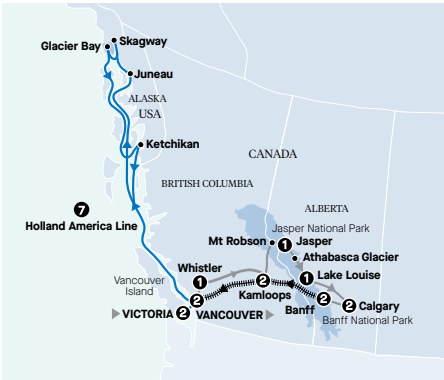 Skagway
Glacier Bay
Juneau
ALASKA
USA
Ketchikan
CANADA
BRITISH COLUMBIA
7
Holland America Line
ALBERTA
Jasper National Park
Mt Robson 1 Jasper
Athabasca Glacier
Whistler
1
1 Lake Louise
Vancouver
Island
2
Kamloops
2
2
Banff
2 Calgary
VICTORIA 2 VANCOUVER
Banff National Park